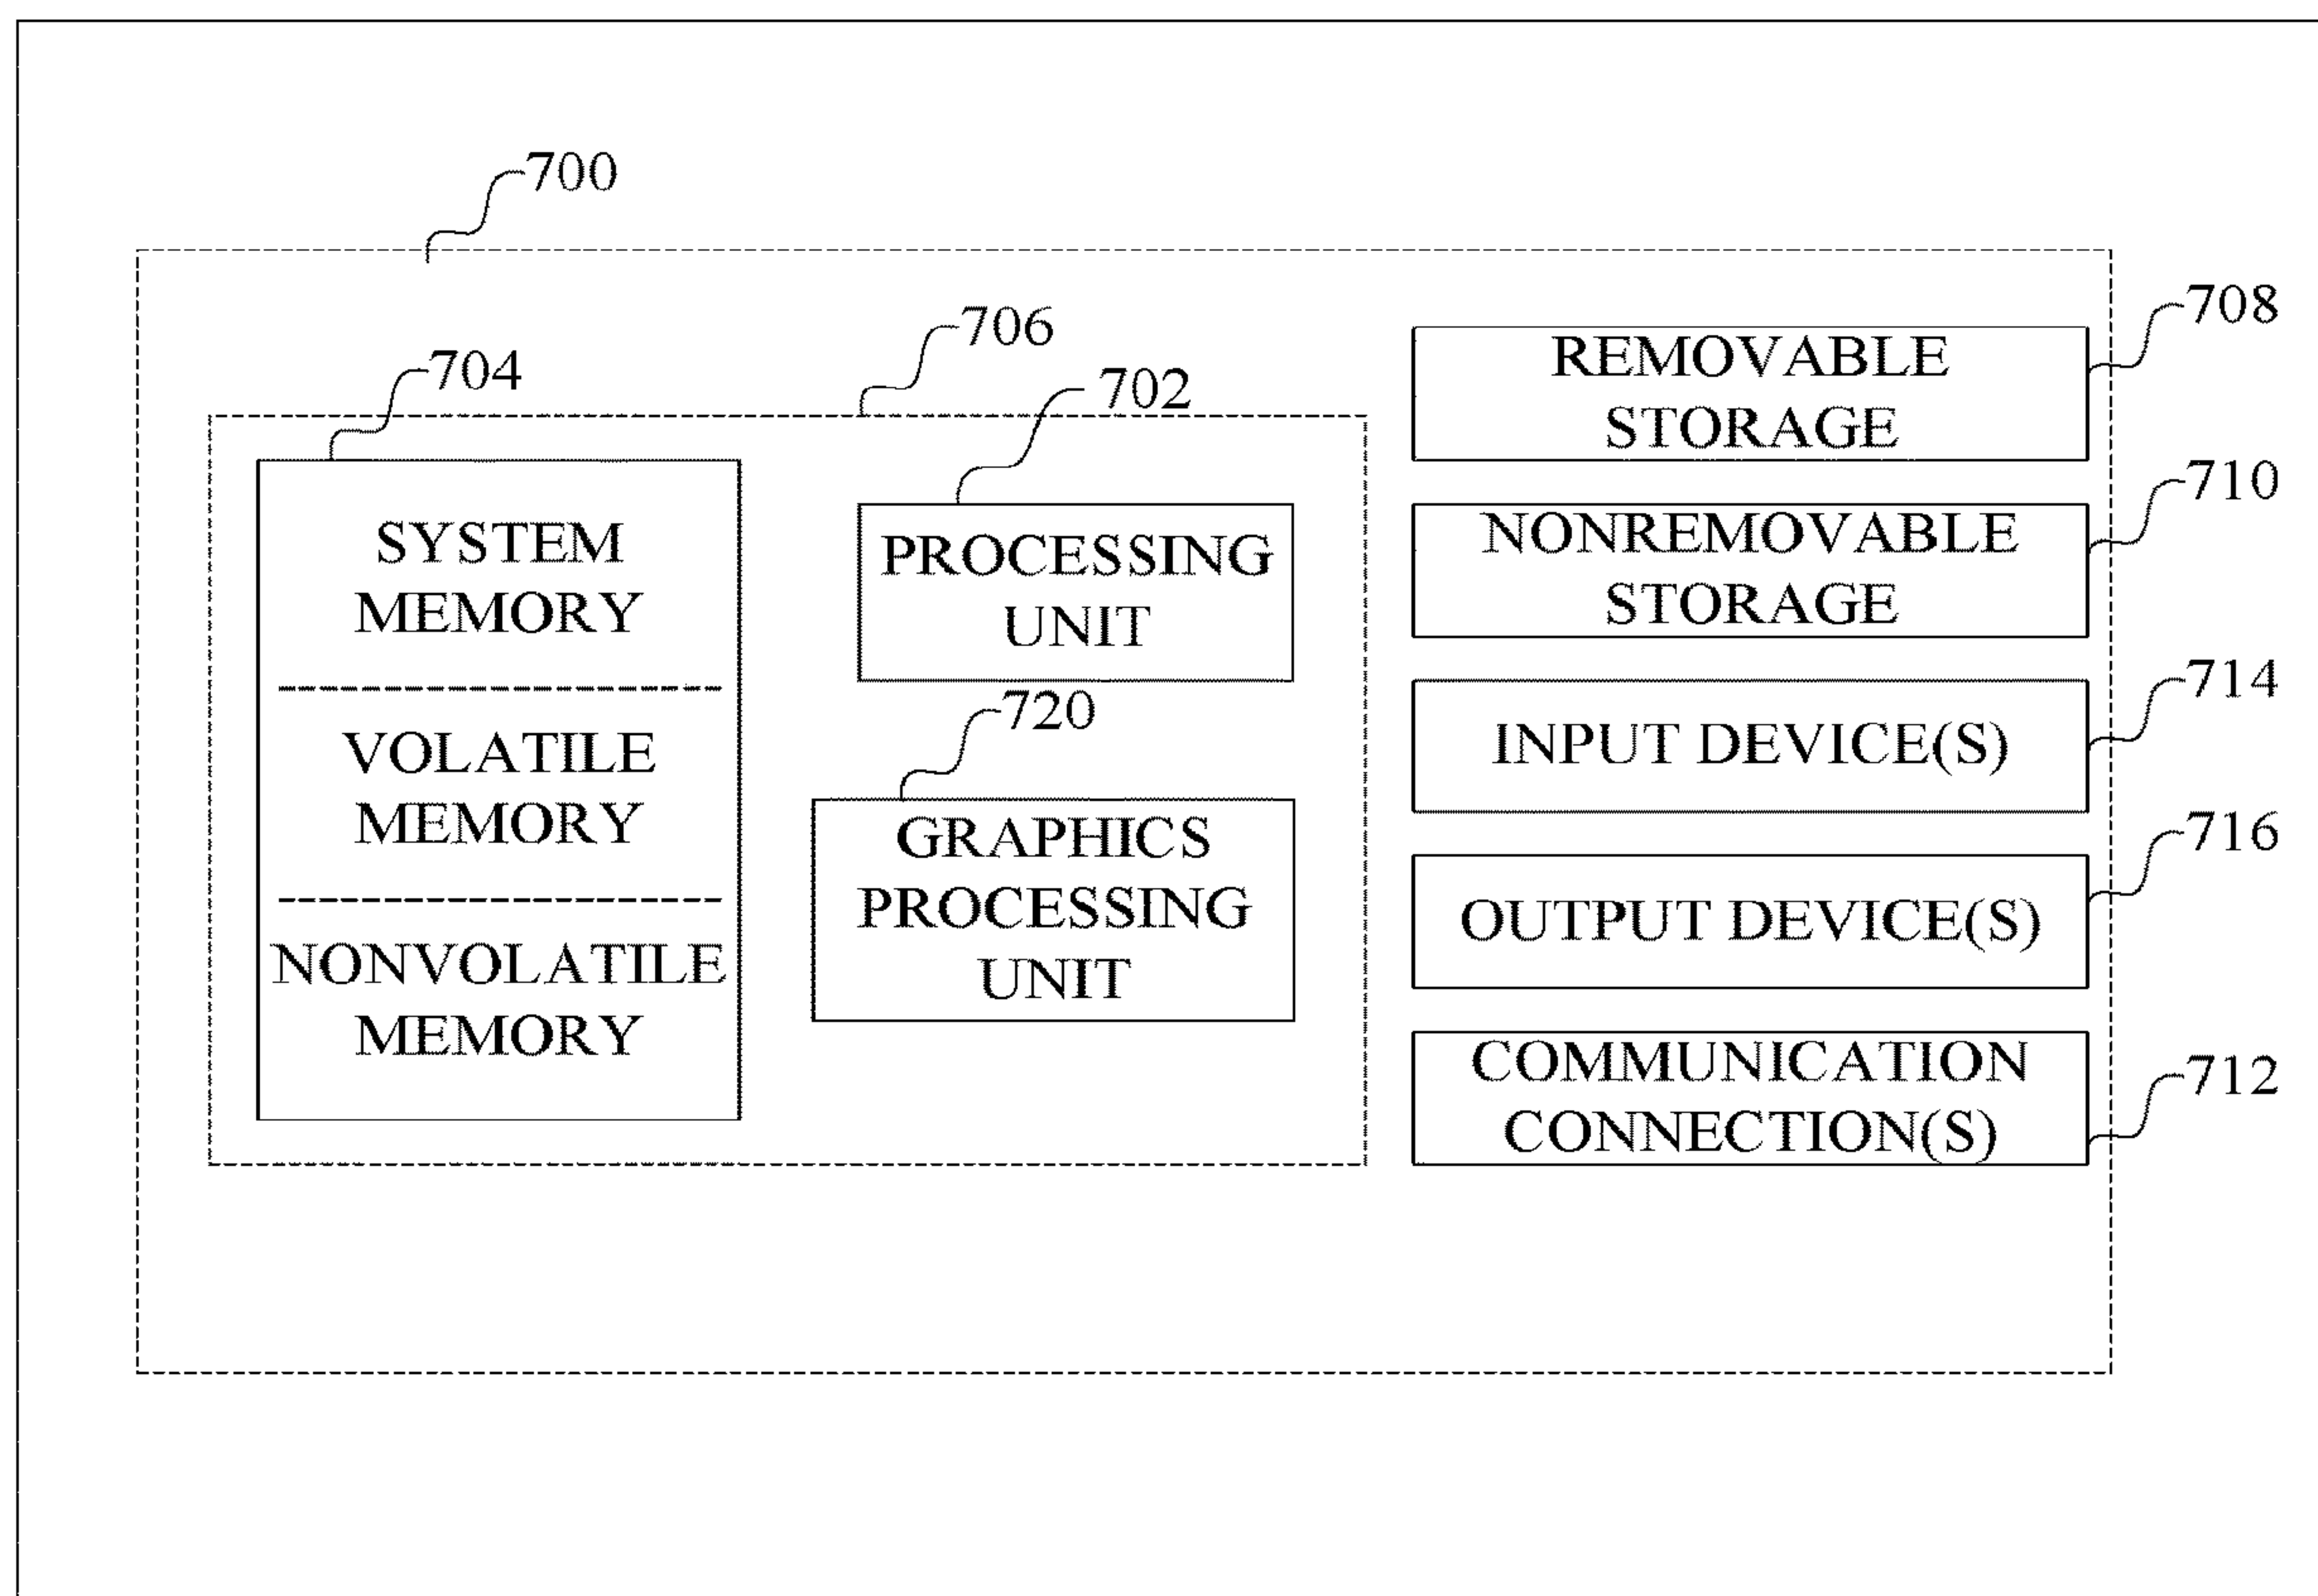 700
706
704
702
SYSTEM
MEMORY
VOLATILE
MEMORY
NONVOLATILE
MEMORY
PROCESSING
UNIT
720
GRAPHICS
PROCESSING
UNIT
708
REMOVABLE
STORAGE
710
NONREMOVABLE
STORAGE
714
INPUT DEVICE(S)
716
OUTPUT DEVICE(S)
712
COMMUNICATION
CONNECTION(S)